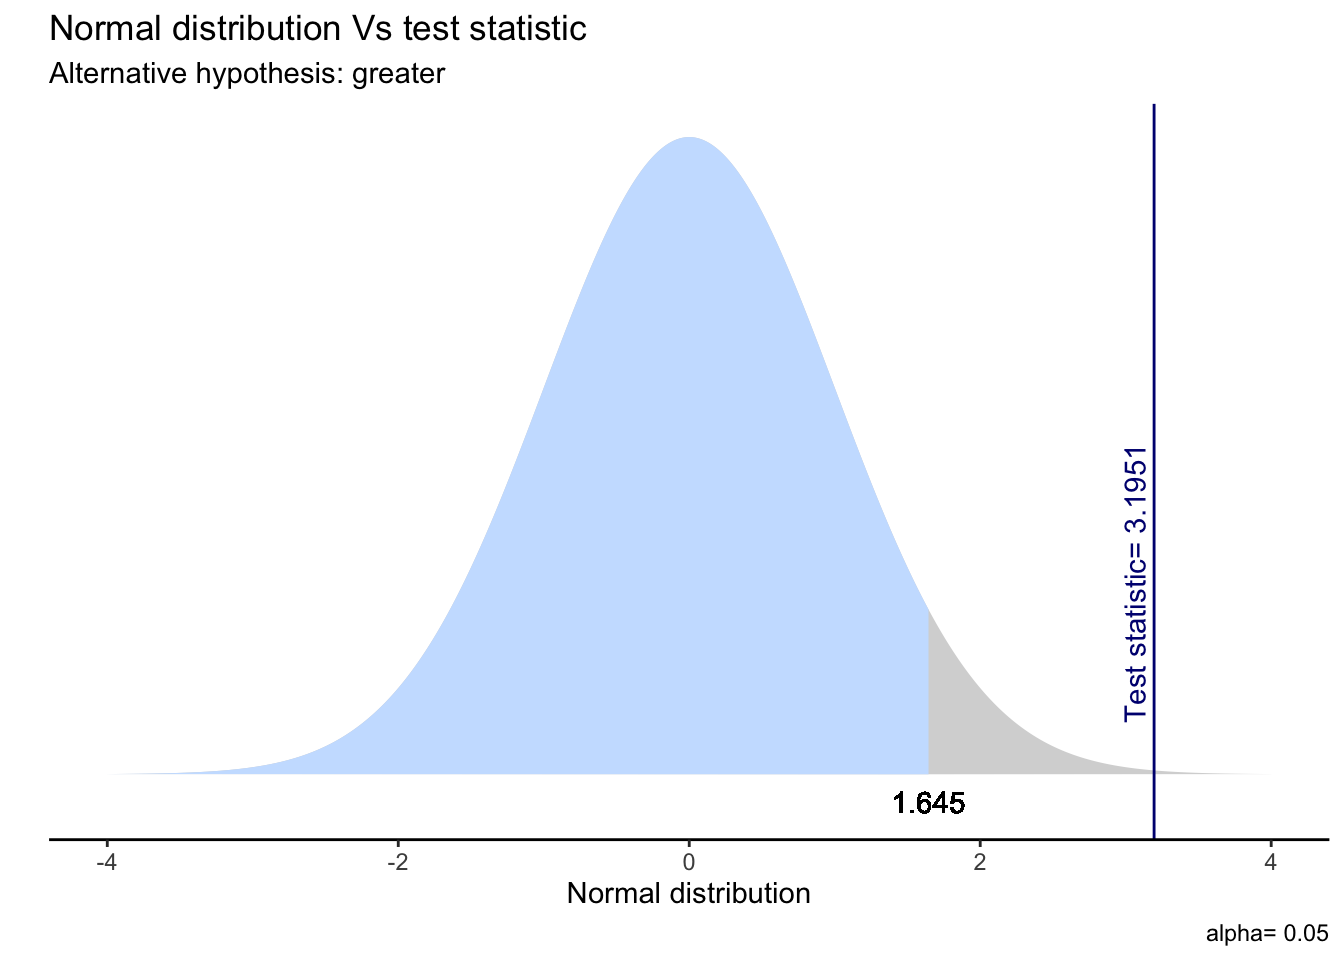 Normal distribution Vs test statistic
Alternative hypothesis: greater
Test statistic= 3.1951
1.645
-4 -2 0 2 4
Normal distribution
alpha= 0.05